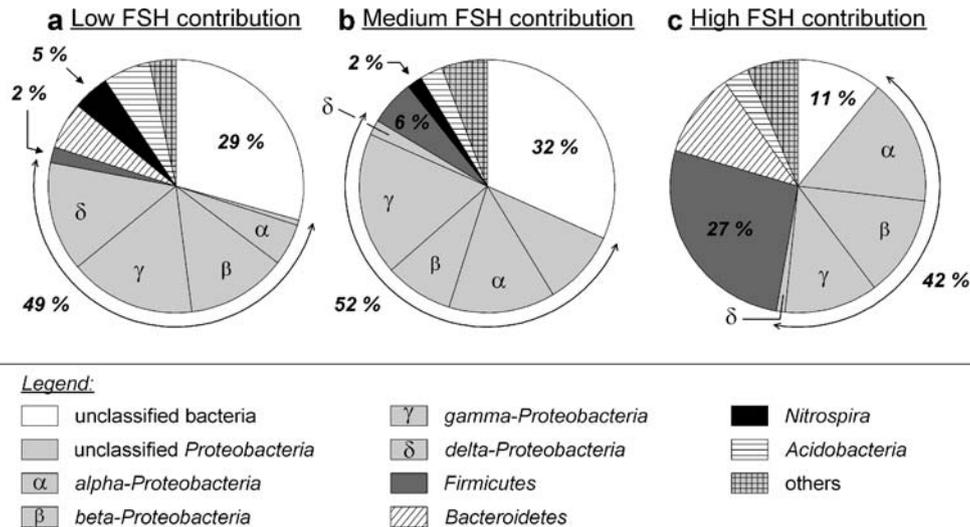 a Low FSH contribution
b Medium FSH contribution
c High FSH contribution
5 %
2 %
29 %
δ
α
γ
β
49 %
2 %
δ
6 %
32 %
γ
β
α
52 %
11 %
α
27 %
β
γ
42 %
δ
Legend:
unclassified bacteria
unclassified Proteobacteria
α alpha-Proteobacteria
β beta-Proteobacteria
γ gamma-Proteobacteria
δ delta-Proteobacteria
Firmicutes
Bacteroidetes
Nitrospira
Acidobacteria
others